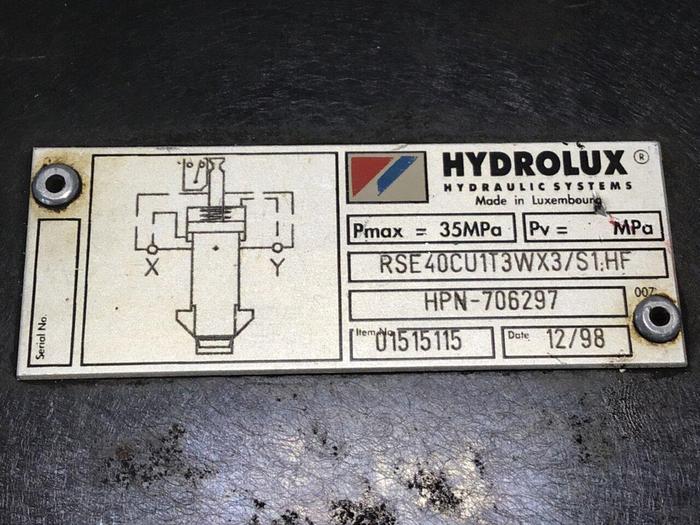 HYDROLUX ®
HYDRAULIC SYSTEMS
Made in Luxembourg
Pmax = 35MPa
Pv = MPa
RSE40CU1T3WX3/S1:HF
HPN-706297
007
Item No. 01515115
Date 12/98
Serial No.
X Y